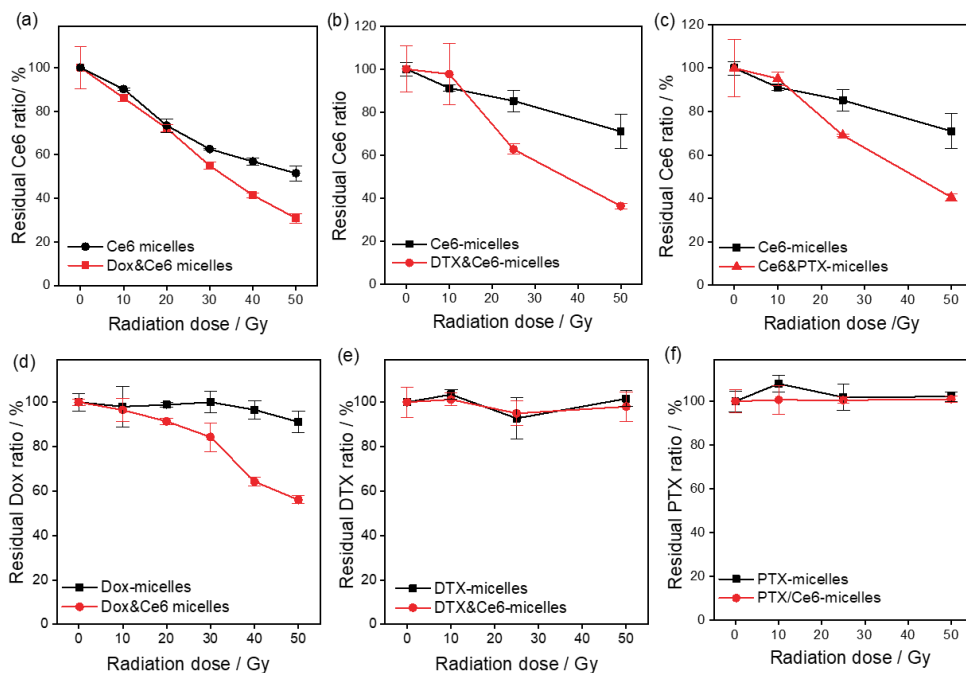 (a)
Residual Ce6 ratio/ %
100
80
60
40
20
0
Ce6 micelles
Dox&Ce6 micelles
0 10 20 30 40 50
Radiation dose / Gy
(b)
Residual Ce6 ratio
120
100
80
60
40
20
0
Ce6-micelles
DTX&Ce6-micelles
0 10 20 30 40 50
Radiation dose / Gy
(c)
Residual Ce6 ratio / %
100
80
60
40
20
0
Ce6-micelles
Ce6&PTX-micelles
0 10 20 30 40 50
Radiation dose /Gy
(d)
Residual Dox ratio / %
100
80
60
40
20
0
Dox-micelles
Dox&Ce6 micelles
0 10 20 30 40 50
Radiation dose / Gy
(e)
Residual DTX ratio / %
100
80
60
40
20
0
DTX-micelles
DTX&Ce6-micelles
0 10 20 30 40 50
Radiation dose / Gy
(f)
Residual PTX ratio / %
100
80
60
40
20
0
PTX-micelles
PTX/Ce6-micelles
0 10 20 30 40 50
Radiation dose / Gy